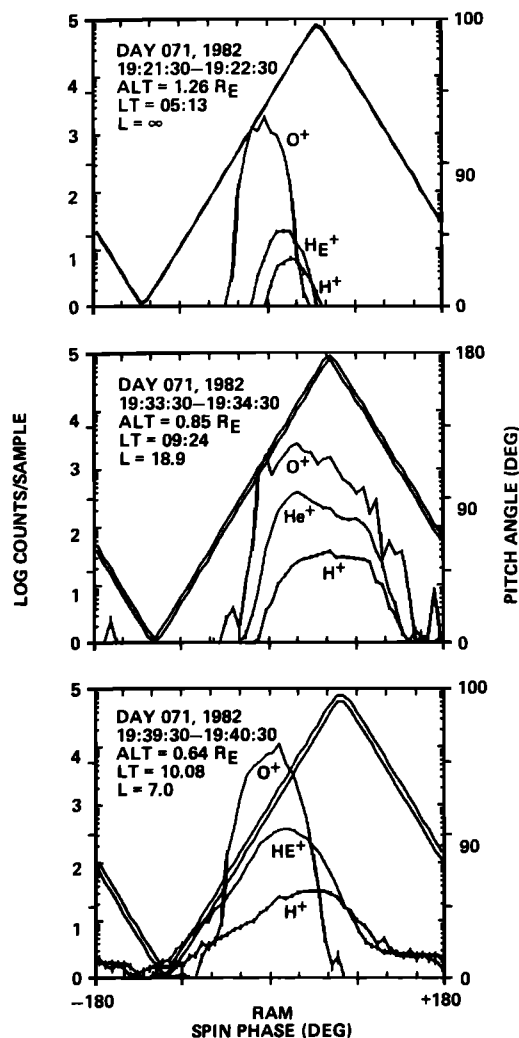 5
4
3
2
1
0
DAY 071, 1982
19:21:30–19:22:30
ALT = 1.26 RE
LT = 05:13
L = ∞
O+
HE+
H+
100
90
0
5
4
3
2
1
0
DAY 071, 1982
19:33:30–19:34:30
ALT = 0.85 RE
LT = 09:24
L = 18.9
O+
He+
H+
180
90
0
LOG COUNTS/SAMPLE
PITCH ANGLE (DEG)
5
4
3
2
1
0
DAY 071, 1982
19:39:30–19:40:30
ALT = 0.64 RE
LT = 10.08
L = 7.0
O+
HE+
H+
100
90
0
−180
RAM
+180
SPIN PHASE (DEG)